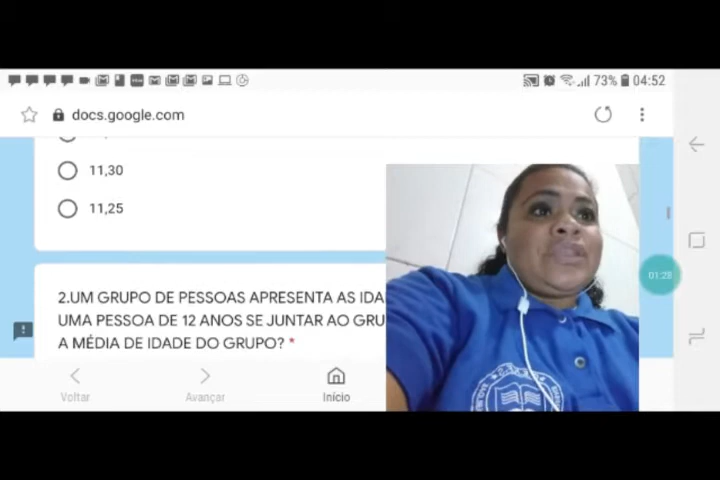 73% 04:52
docs.google.com
11,30
11,25
2.UM GRUPO DE PESSOAS APRESENTA AS IDA
UMA PESSOA DE 12 ANOS SE JUNTAR AO GRU
A MÉDIA DE IDADE DO GRUPO? *
01:28
Voltar
Avançar
Início